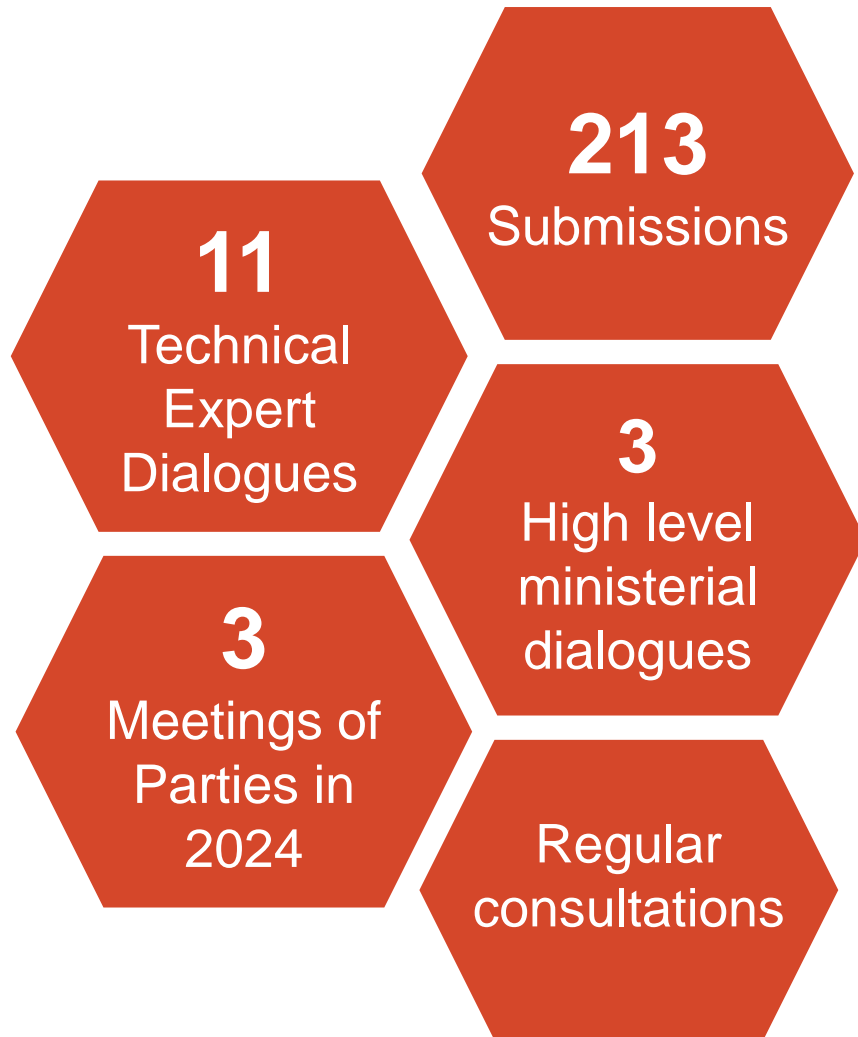 213
Submissions
11
Technical
Expert
Dialogues
3
High level
ministerial
dialogues
3
Meetings of
Parties in
2024
Regular
consultations